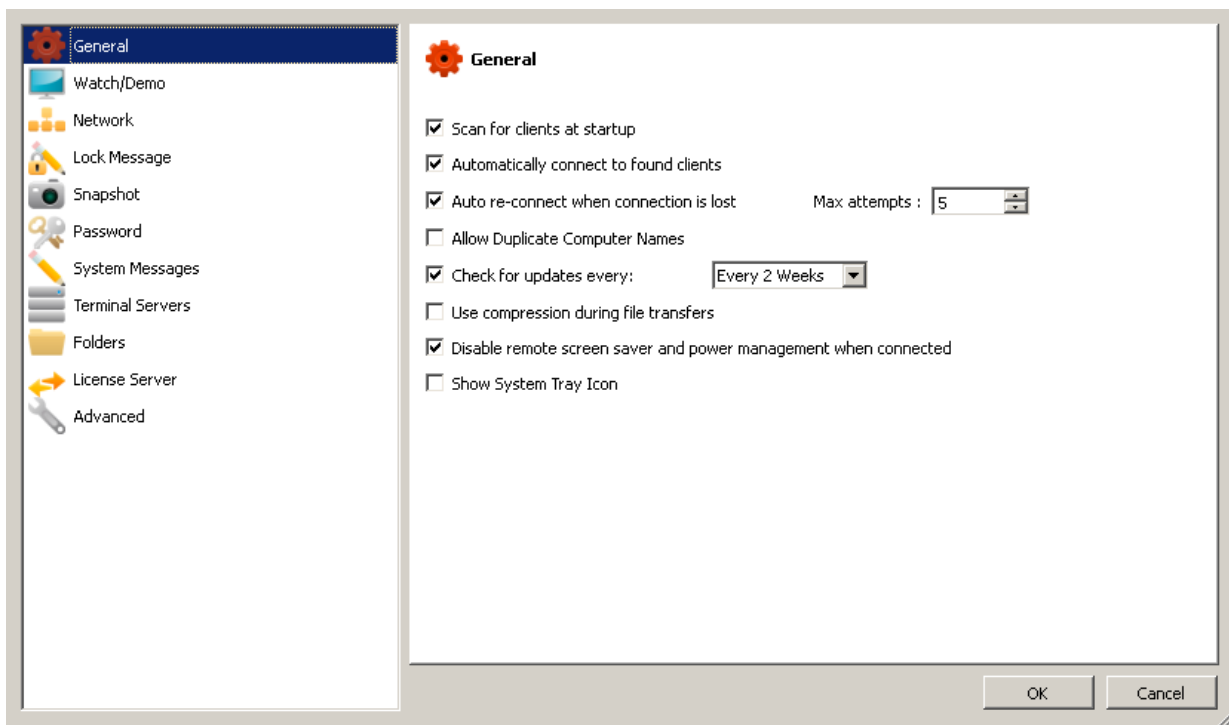 General
Watch/Demo
Network
Lock Message
Snapshot
Password
System Messages
Terminal Servers
Folders
License Server
Advanced
General
Scan for clients at startup
Automatically connect to found clients
Auto re-connect when connection is lost Max attempts : 5
Allow Duplicate Computer Names
Check for updates every: Every 2 Weeks
Use compression during file transfers
Disable remote screen saver and power management when connected
Show System Tray Icon
OK Cancel